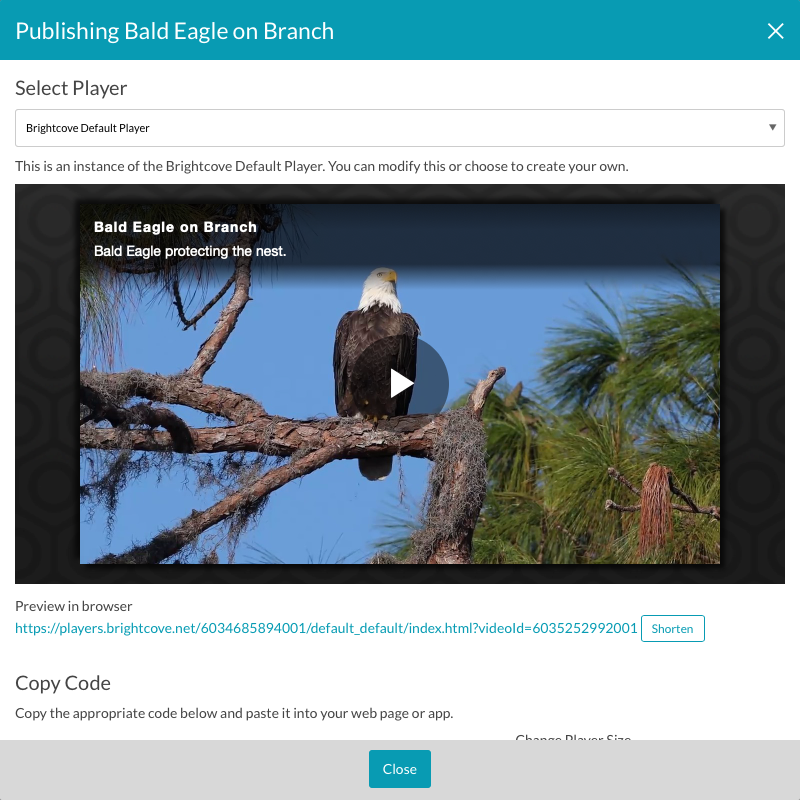 Publishing Bald Eagle on Branch
Select Player
Brightcove Default Player
This is an instance of the Brightcove Default Player. You can modify this or choose to create your own.
Bald Eagle on Branch
Bald Eagle protecting the nest.
Preview in browser
https://players.brightcove.net/6034685894001/default_default/index.html?videoId=6035252992001 Shorten
Copy Code
Copy the appropriate code below and paste it into your web page or app.
Change Player Size
Close